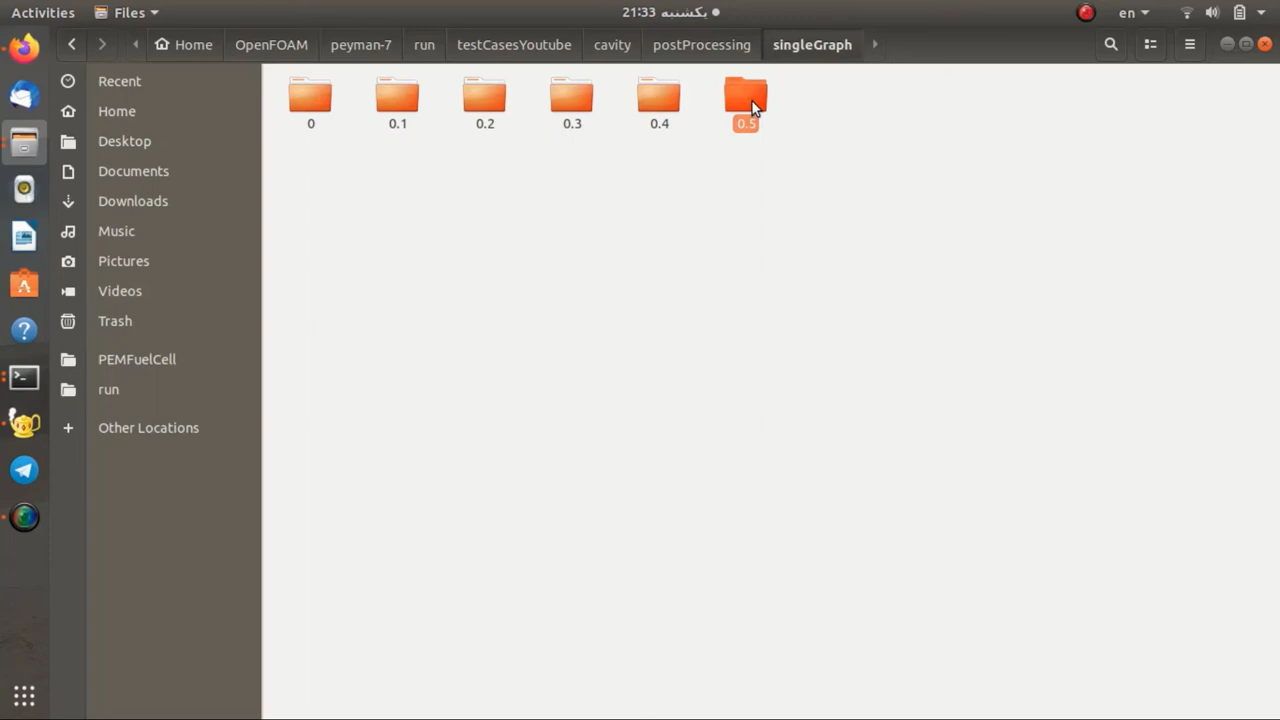 Activities
Files
21:33 یکشنبه
en
Home
OpenFOAM
peyman-7
run
testCasesYoutube
cavity
postProcessing
singleGraph
Recent
Home
Desktop
Documents
Downloads
Music
Pictures
Videos
Trash
PEMFuelCell
run
Other Locations
0
0.1
0.2
0.3
0.4
0.5